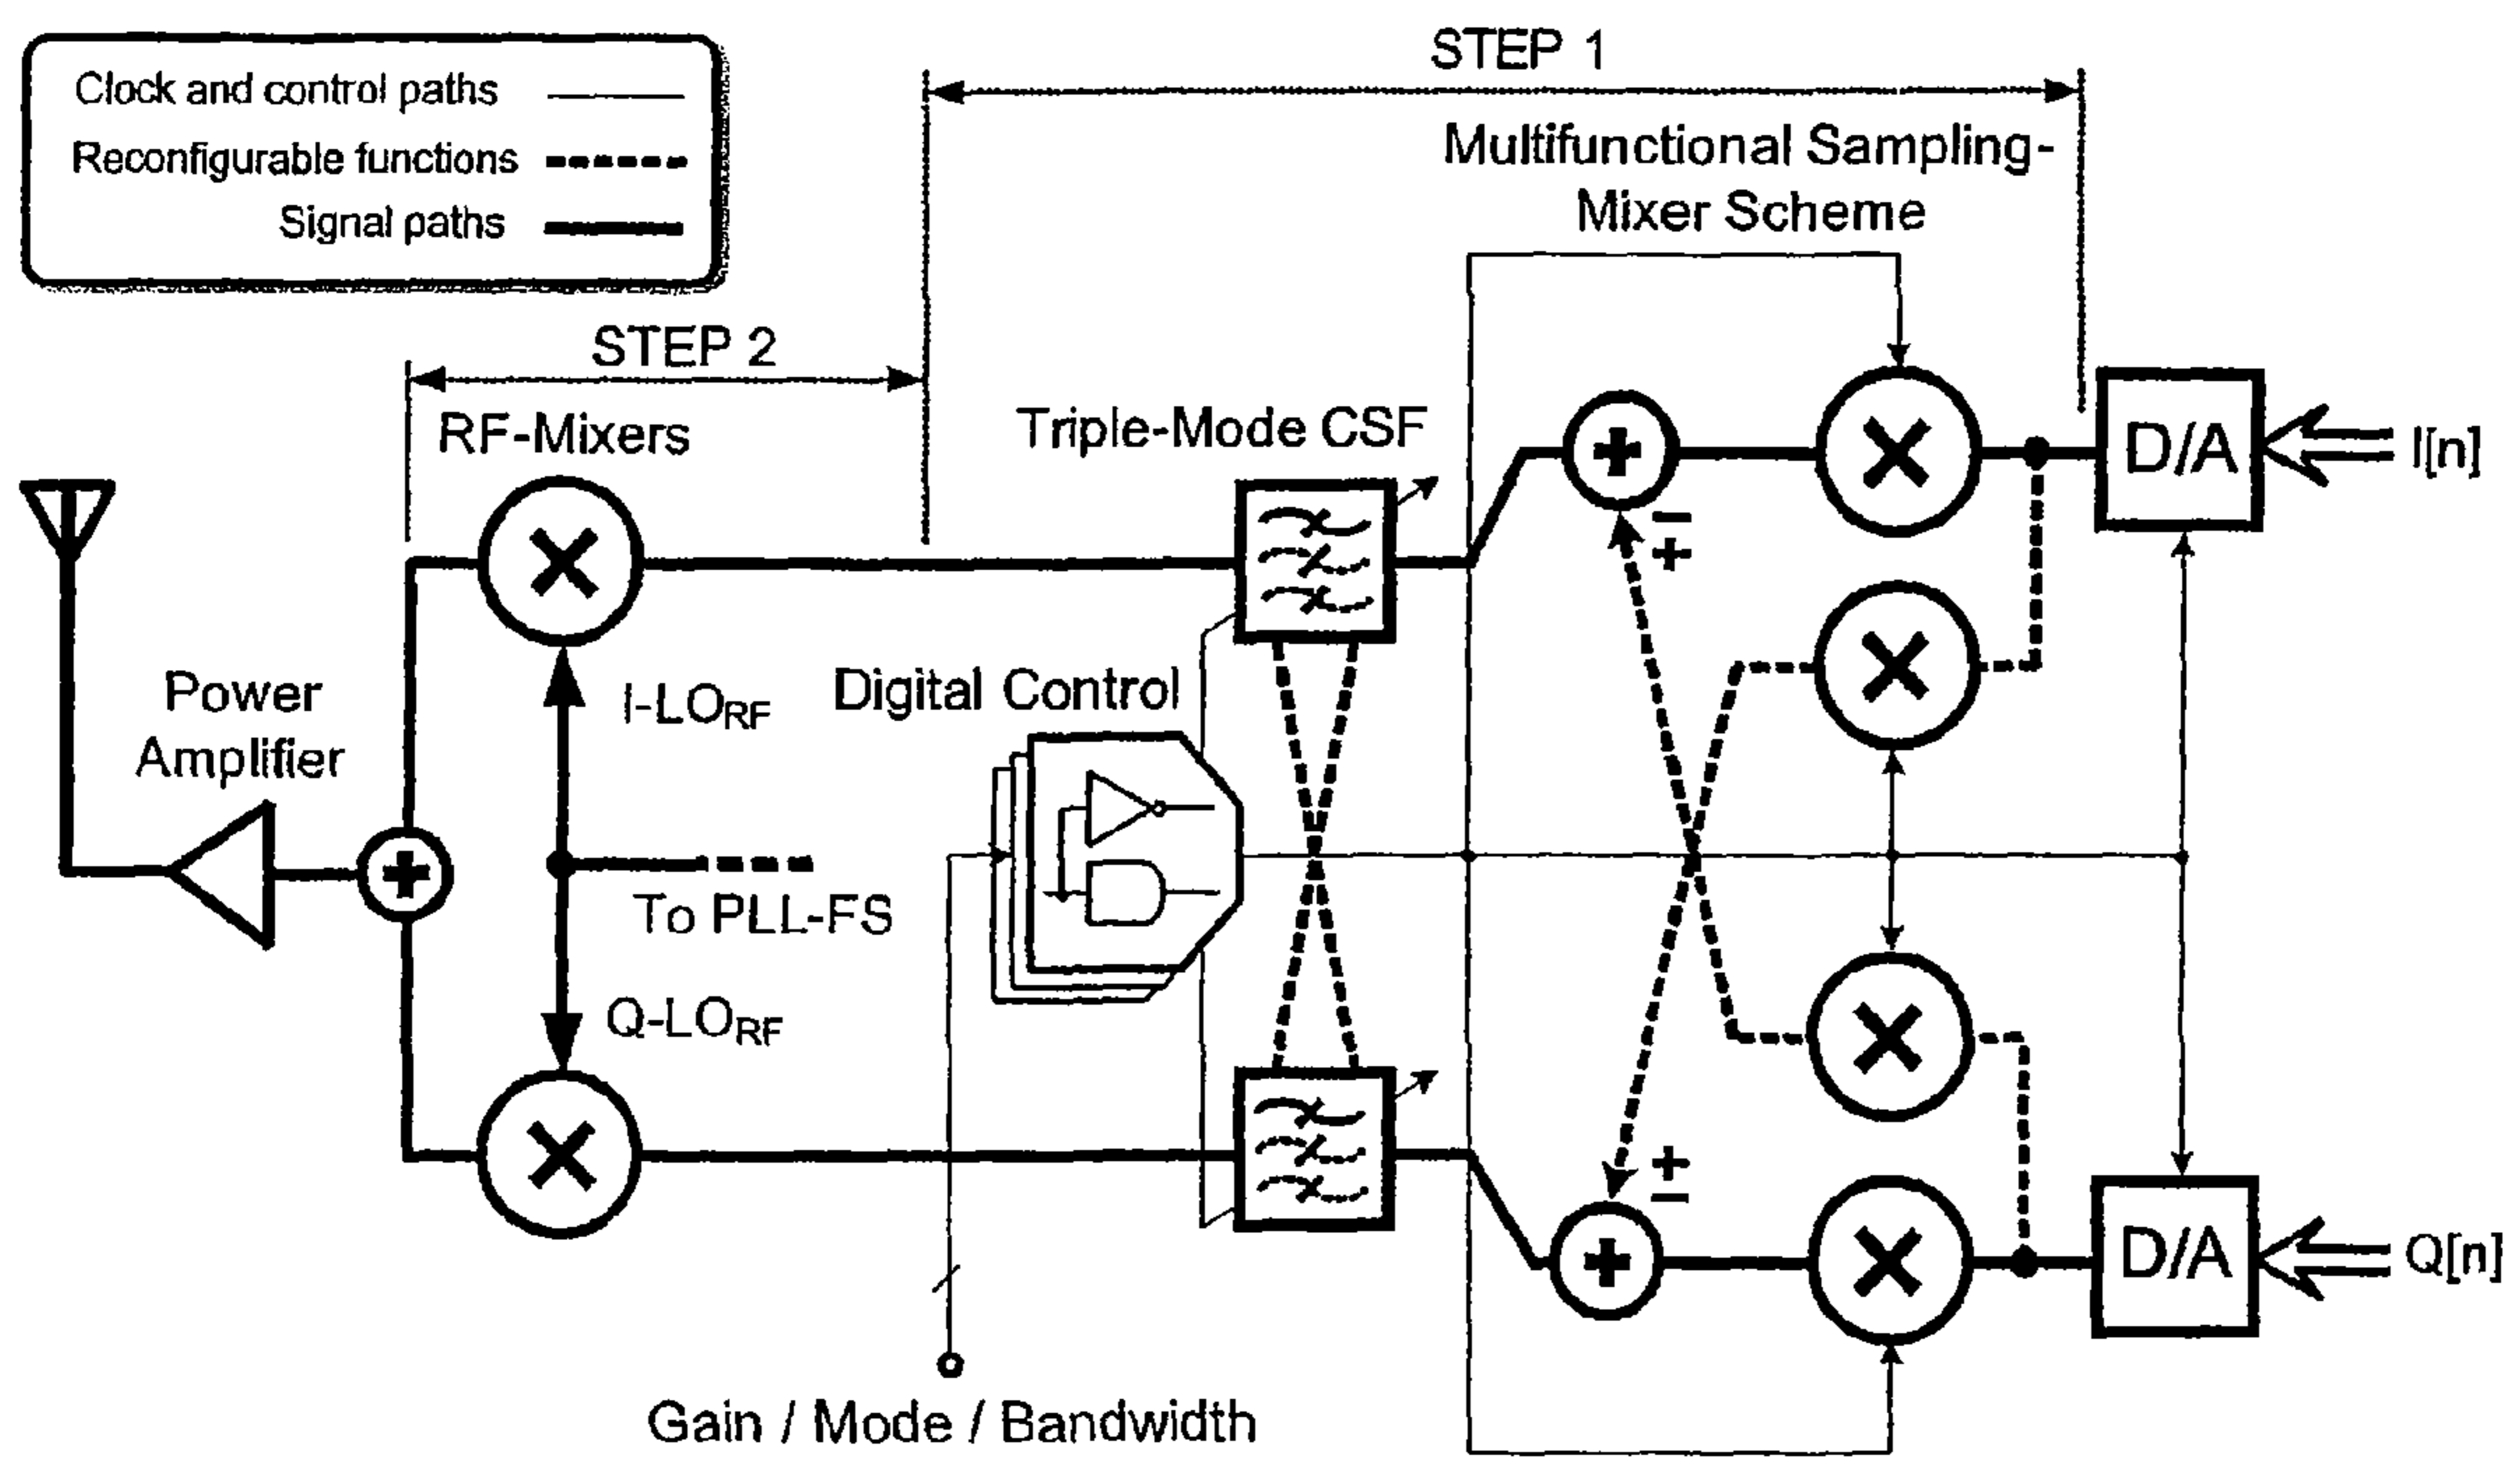 Clock and control paths
Reconfigurable functions
Signal paths
STEP 1
Multifunctional Sampling-
Mixer Scheme
STEP 2
RF-Mixers
Triple-Mode CSF
D/A
I[n]
Power
Amplifier
I-LORF
Digital Control
To PLL-FS
Q-LORF
D/A
Q[n]
Gain / Mode / Bandwidth